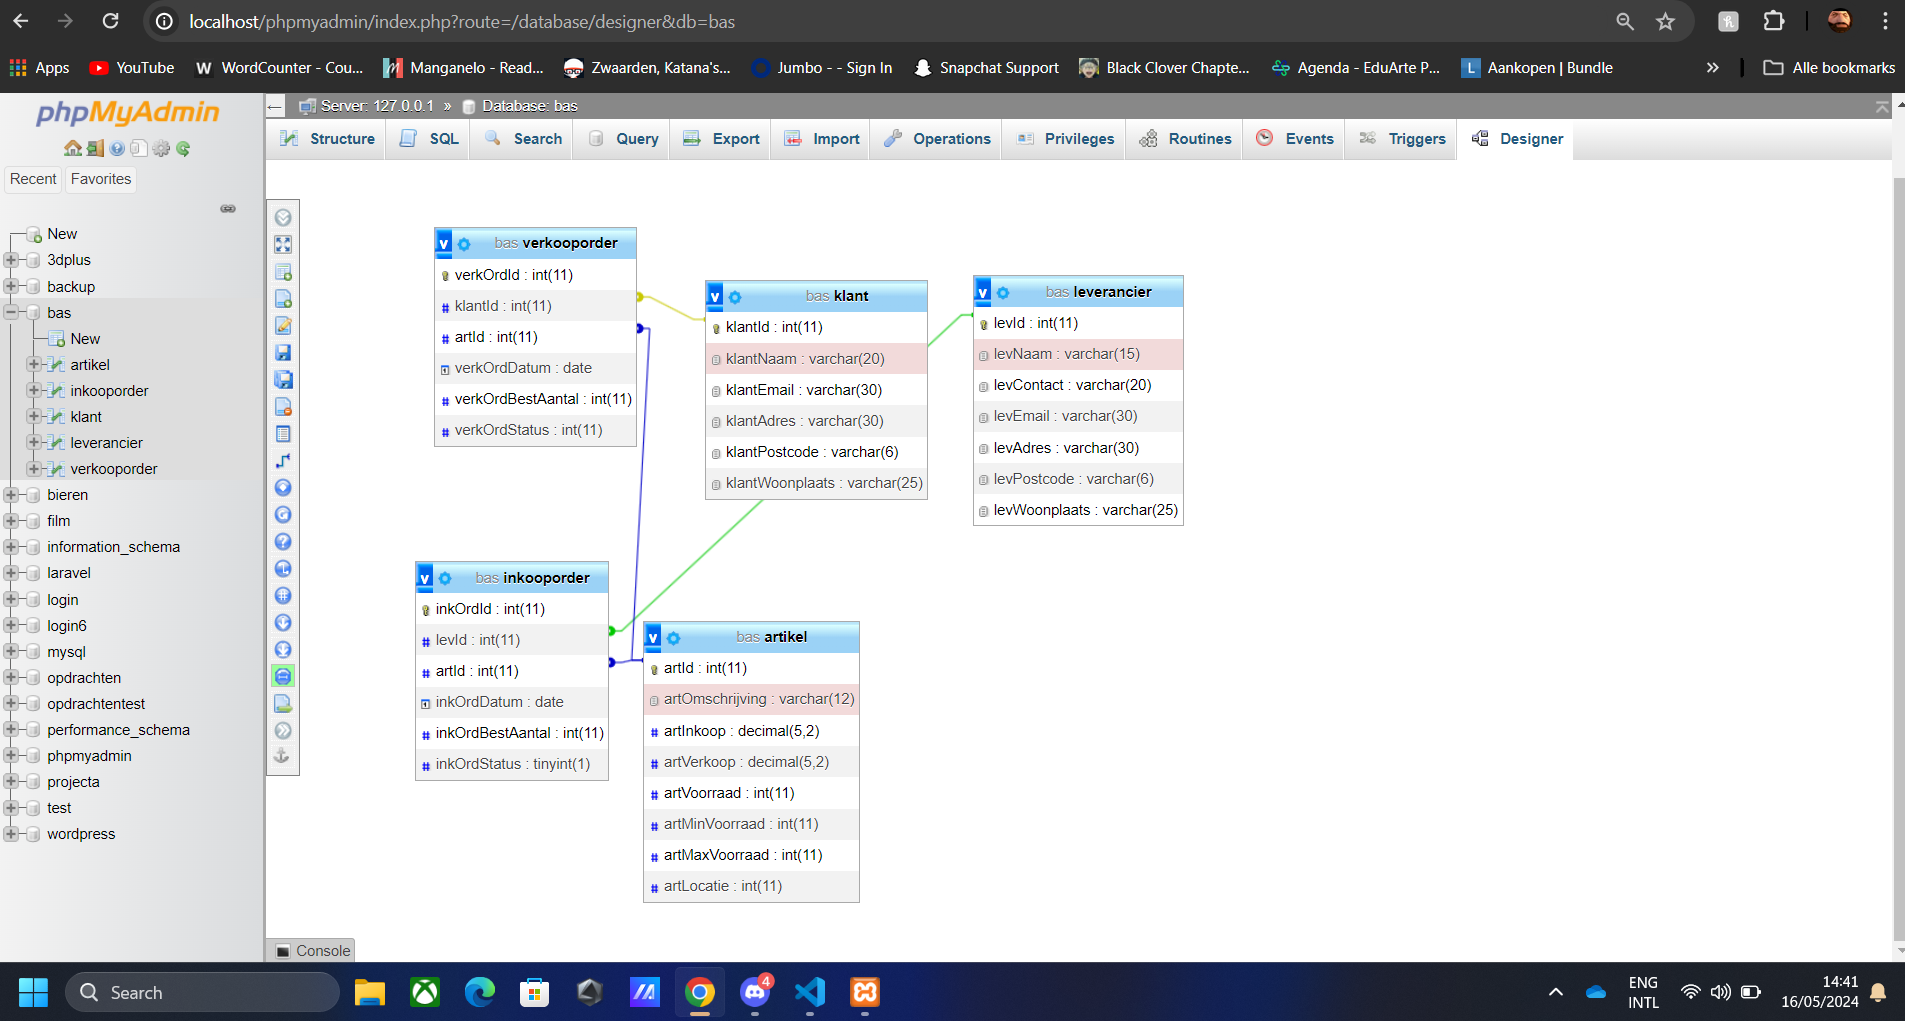 localhost/phpmyadmin/index.php?route=/database/designer&db=bas
Apps
YouTube
WordCounter - Cou...
Manganelo - Read...
Zwaarden, Katana's...
Jumbo - - Sign In
Snapchat Support
Black Clover Chapte...
Agenda - EduArte P...
Aankopen | Bundle
»
Alle bookmarks
phpMyAdmin
Recent
Favorites
New
3dplus
backup
bas
New
artikel
inkooporder
klant
leverancier
verkooporder
bieren
film
information_schema
laravel
login
login6
mysql
opdrachten
opdrachtentest
performance_schema
phpmyadmin
projecta
test
wordpress
Server: 127.0.0.1 » Database: bas
Structure
SQL
Search
Query
Export
Import
Operations
Privileges
Routines
Events
Triggers
Designer
v bas verkooporder
verkOrdId : int(11)
klantId : int(11)
artId : int(11)
verkOrdDatum : date
verkOrdBestAantal : int(11)
verkOrdStatus : int(11)
v bas klant
klantId : int(11)
klantNaam : varchar(20)
klantEmail : varchar(30)
klantAdres : varchar(30)
klantPostcode : varchar(6)
klantWoonplaats : varchar(25)
v bas leverancier
levId : int(11)
levNaam : varchar(15)
levContact : varchar(20)
levEmail : varchar(30)
levAdres : varchar(30)
levPostcode : varchar(6)
levWoonplaats : varchar(25)
v bas inkooporder
inkOrdId : int(11)
levId : int(11)
artId : int(11)
inkOrdDatum : date
inkOrdBestAantal : int(11)
inkOrdStatus : tinyint(1)
v bas artikel
artId : int(11)
artOmschrijving : varchar(12)
artInkoop : decimal(5,2)
artVerkoop : decimal(5,2)
artVoorraad : int(11)
artMinVoorraad : int(11)
artMaxVoorraad : int(11)
artLocatie : int(11)
Console
Search
4
ENG
INTL
14:41
16/05/2024